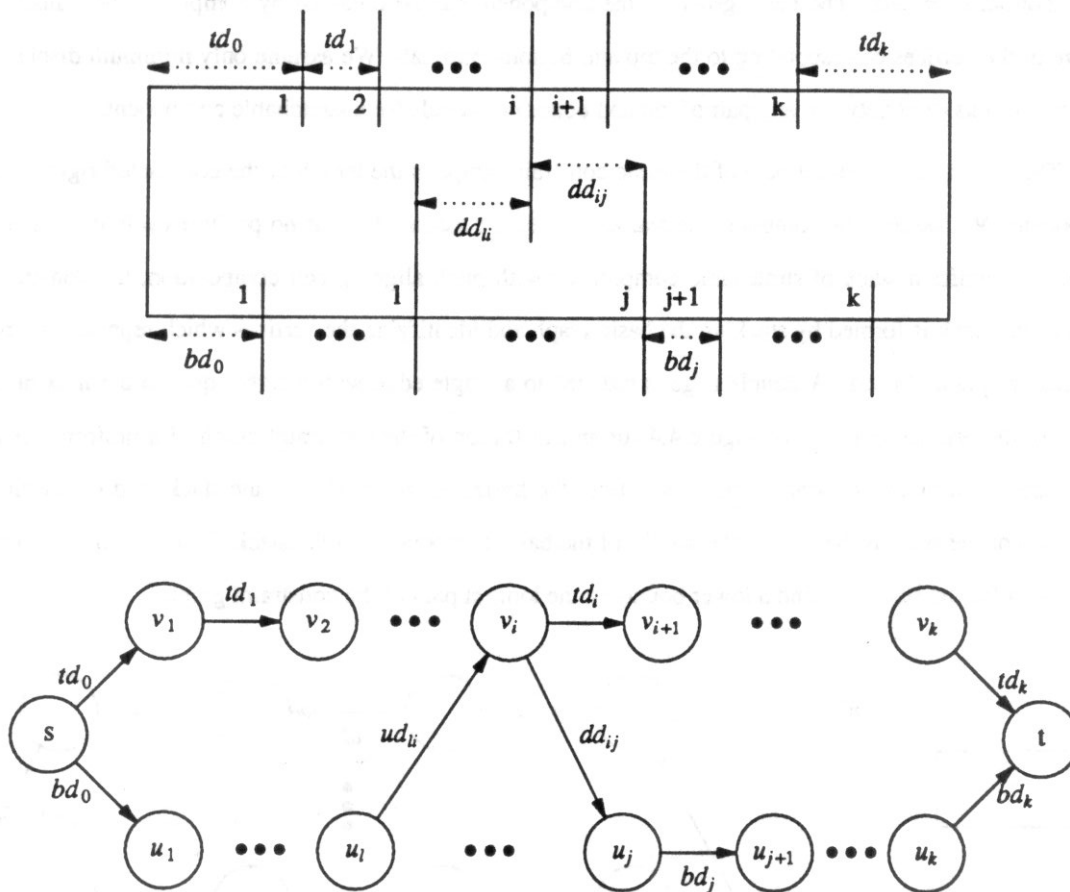 td0 td1 tdk
1 2 i i+1 k
ddij
ddli
1 1 j j+1 k
bd0 bdj
v1 td1 v2 vi tdi vi+1 vk
td0 tdk
s udli ddij t
bd0 bdk
u1 ul uj bdj uj+1 uk